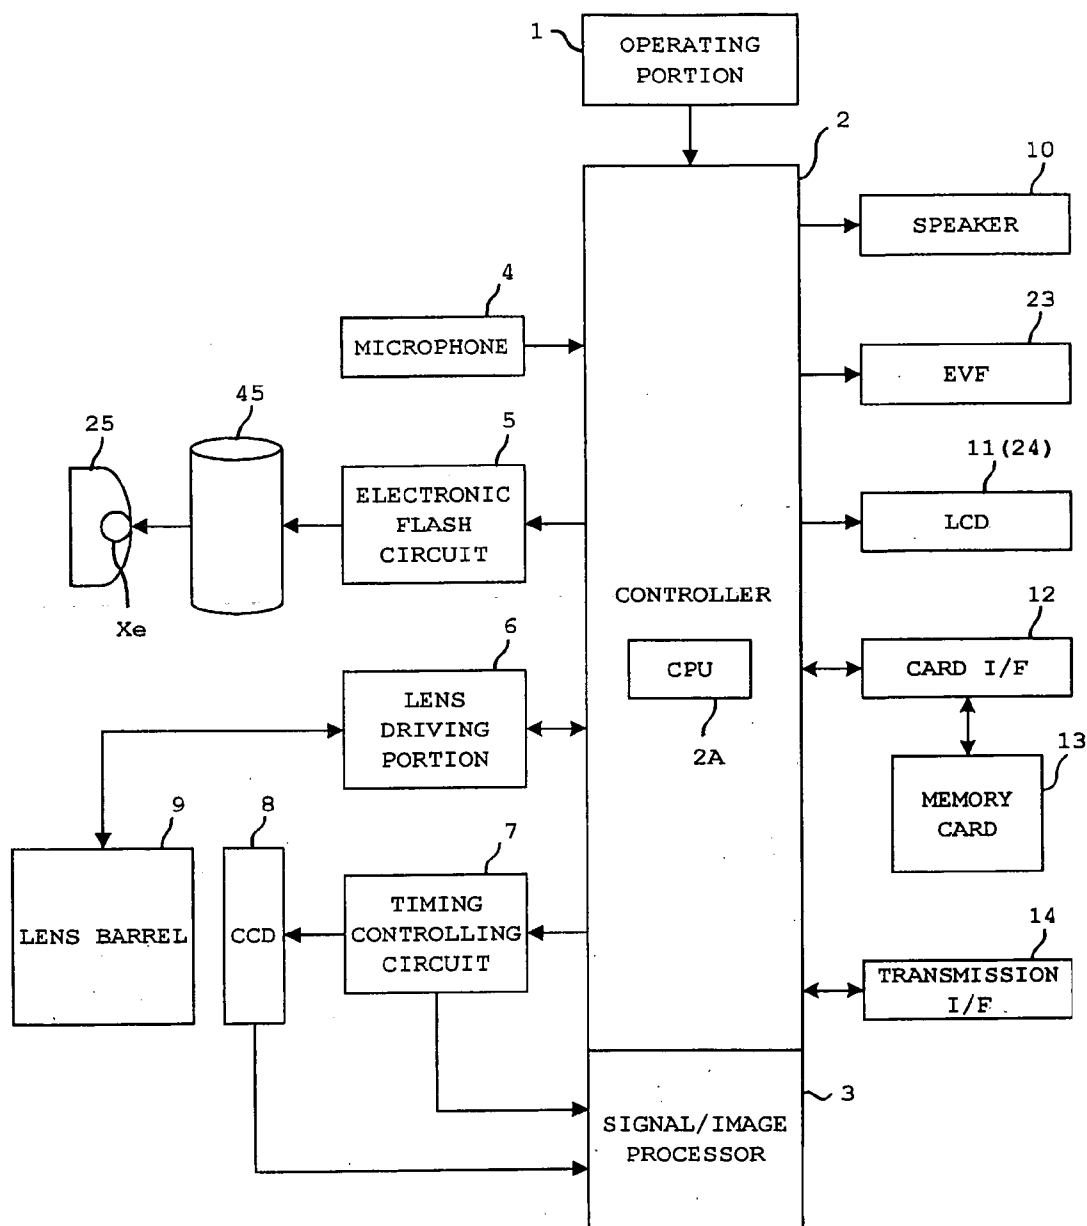 1
OPERATING
PORTION
2
10
SPEAKER
4
MICROPHONE
23
EVF
45
25
5
ELECTRONIC
FLASH
CIRCUIT
Xe
11(24)
LCD
CONTROLLER
CPU
2A
12
CARD I/F
6
LENS
DRIVING
PORTION
13
MEMORY
CARD
9
LENS BARREL
8
CCD
7
TIMING
CONTROLLING
CIRCUIT
14
TRANSMISSION
I/F
3
SIGNAL/IMAGE
PROCESSOR